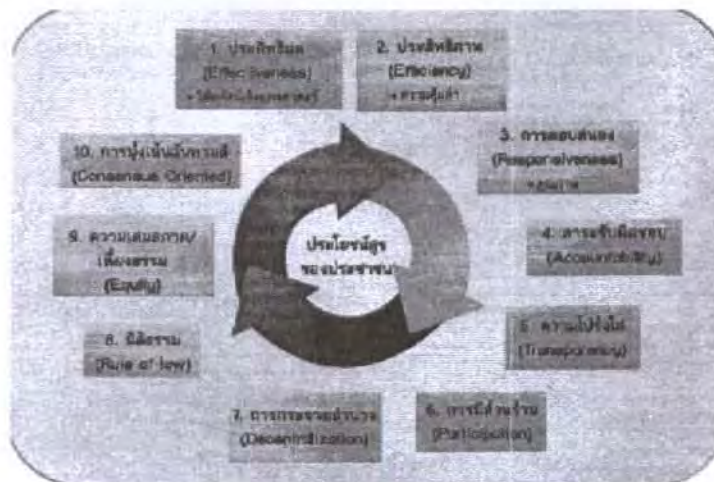 1. ประสิทธิผล
(Effectiveness)
2. ประสิทธิภาพ
(Efficiency)
+ ความคุ้มค่า
3. การตอบสนอง
(Responsiveness)
+ คุณภาพ
4. ภาระรับผิดชอบ
(Accountability)
5. ความโปร่งใส
(Transparency)
6. การมีส่วนร่วม
(Participation)
7. การกระจายอำนาจ
(Decentralization)
8. นิติธรรม
(Rule of law)
9. ความเสมอภาค/
เที่ยงธรรม
(Equity)
10. การมุ่งเน้นฉันทามติ
(Consensus Oriented)
ประโยชน์สุข
ของประชาชน